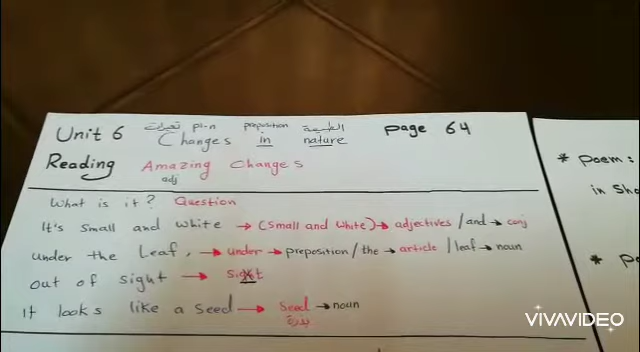 تغيرات pl-n preposition الطبيعة
Unit 6 Changes in nature page 64
Reading Amazing Changes
adj
What is it? Question
It's small and white → (small and white) → adjectives / and → conj
under the leaf, → under → preposition / the → article / leaf → noun
out of sight → sight
It looks like a seed → seed → noun
بذرة
* poem:
in Sho
*
VIVAVIDEO